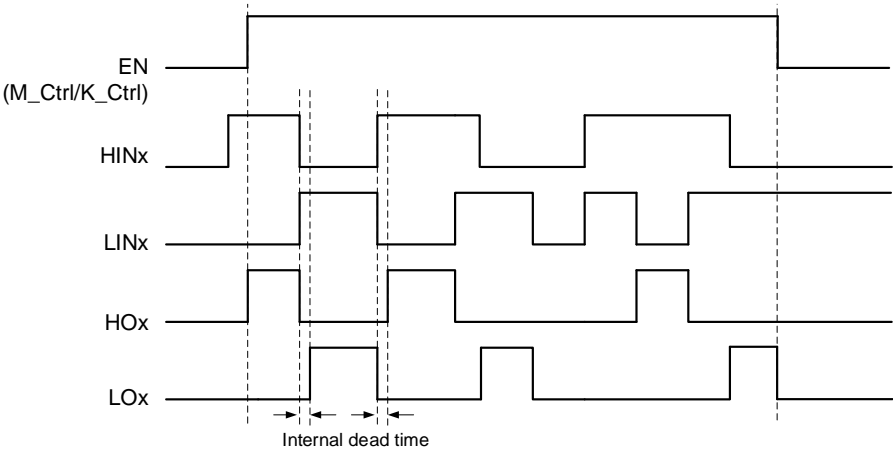 EN
(M_Ctrl/K_Ctrl)
HINx
LINx
HOx
LOx
Internal dead time